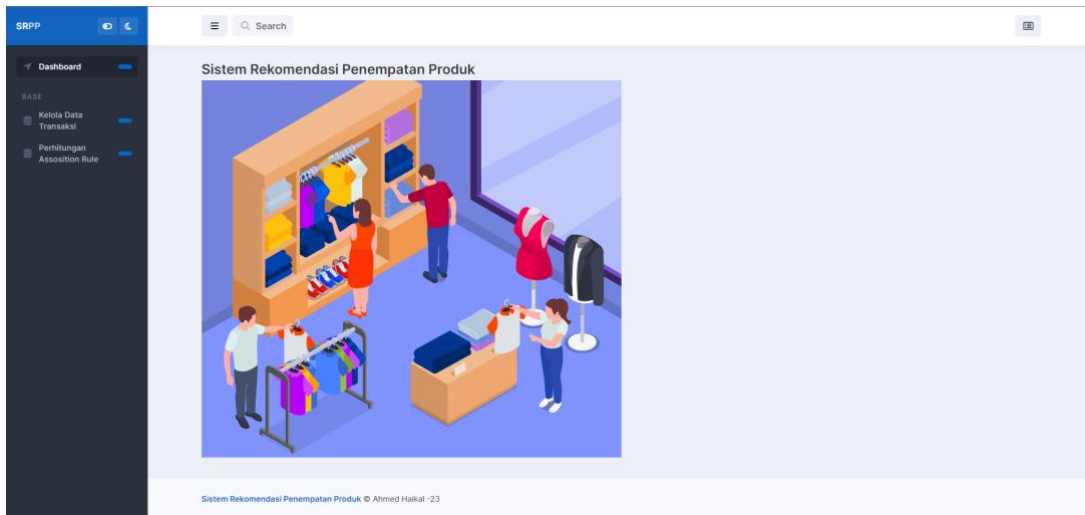 SRPP
Search
Dashboard
BASE
Kelola Data
Transaksi
Perhitungan
Assosition Rule
Sistem Rekomendasi Penempatan Produk
Sistem Rekomendasi Penempatan Produk © Ahmed Haikal -23